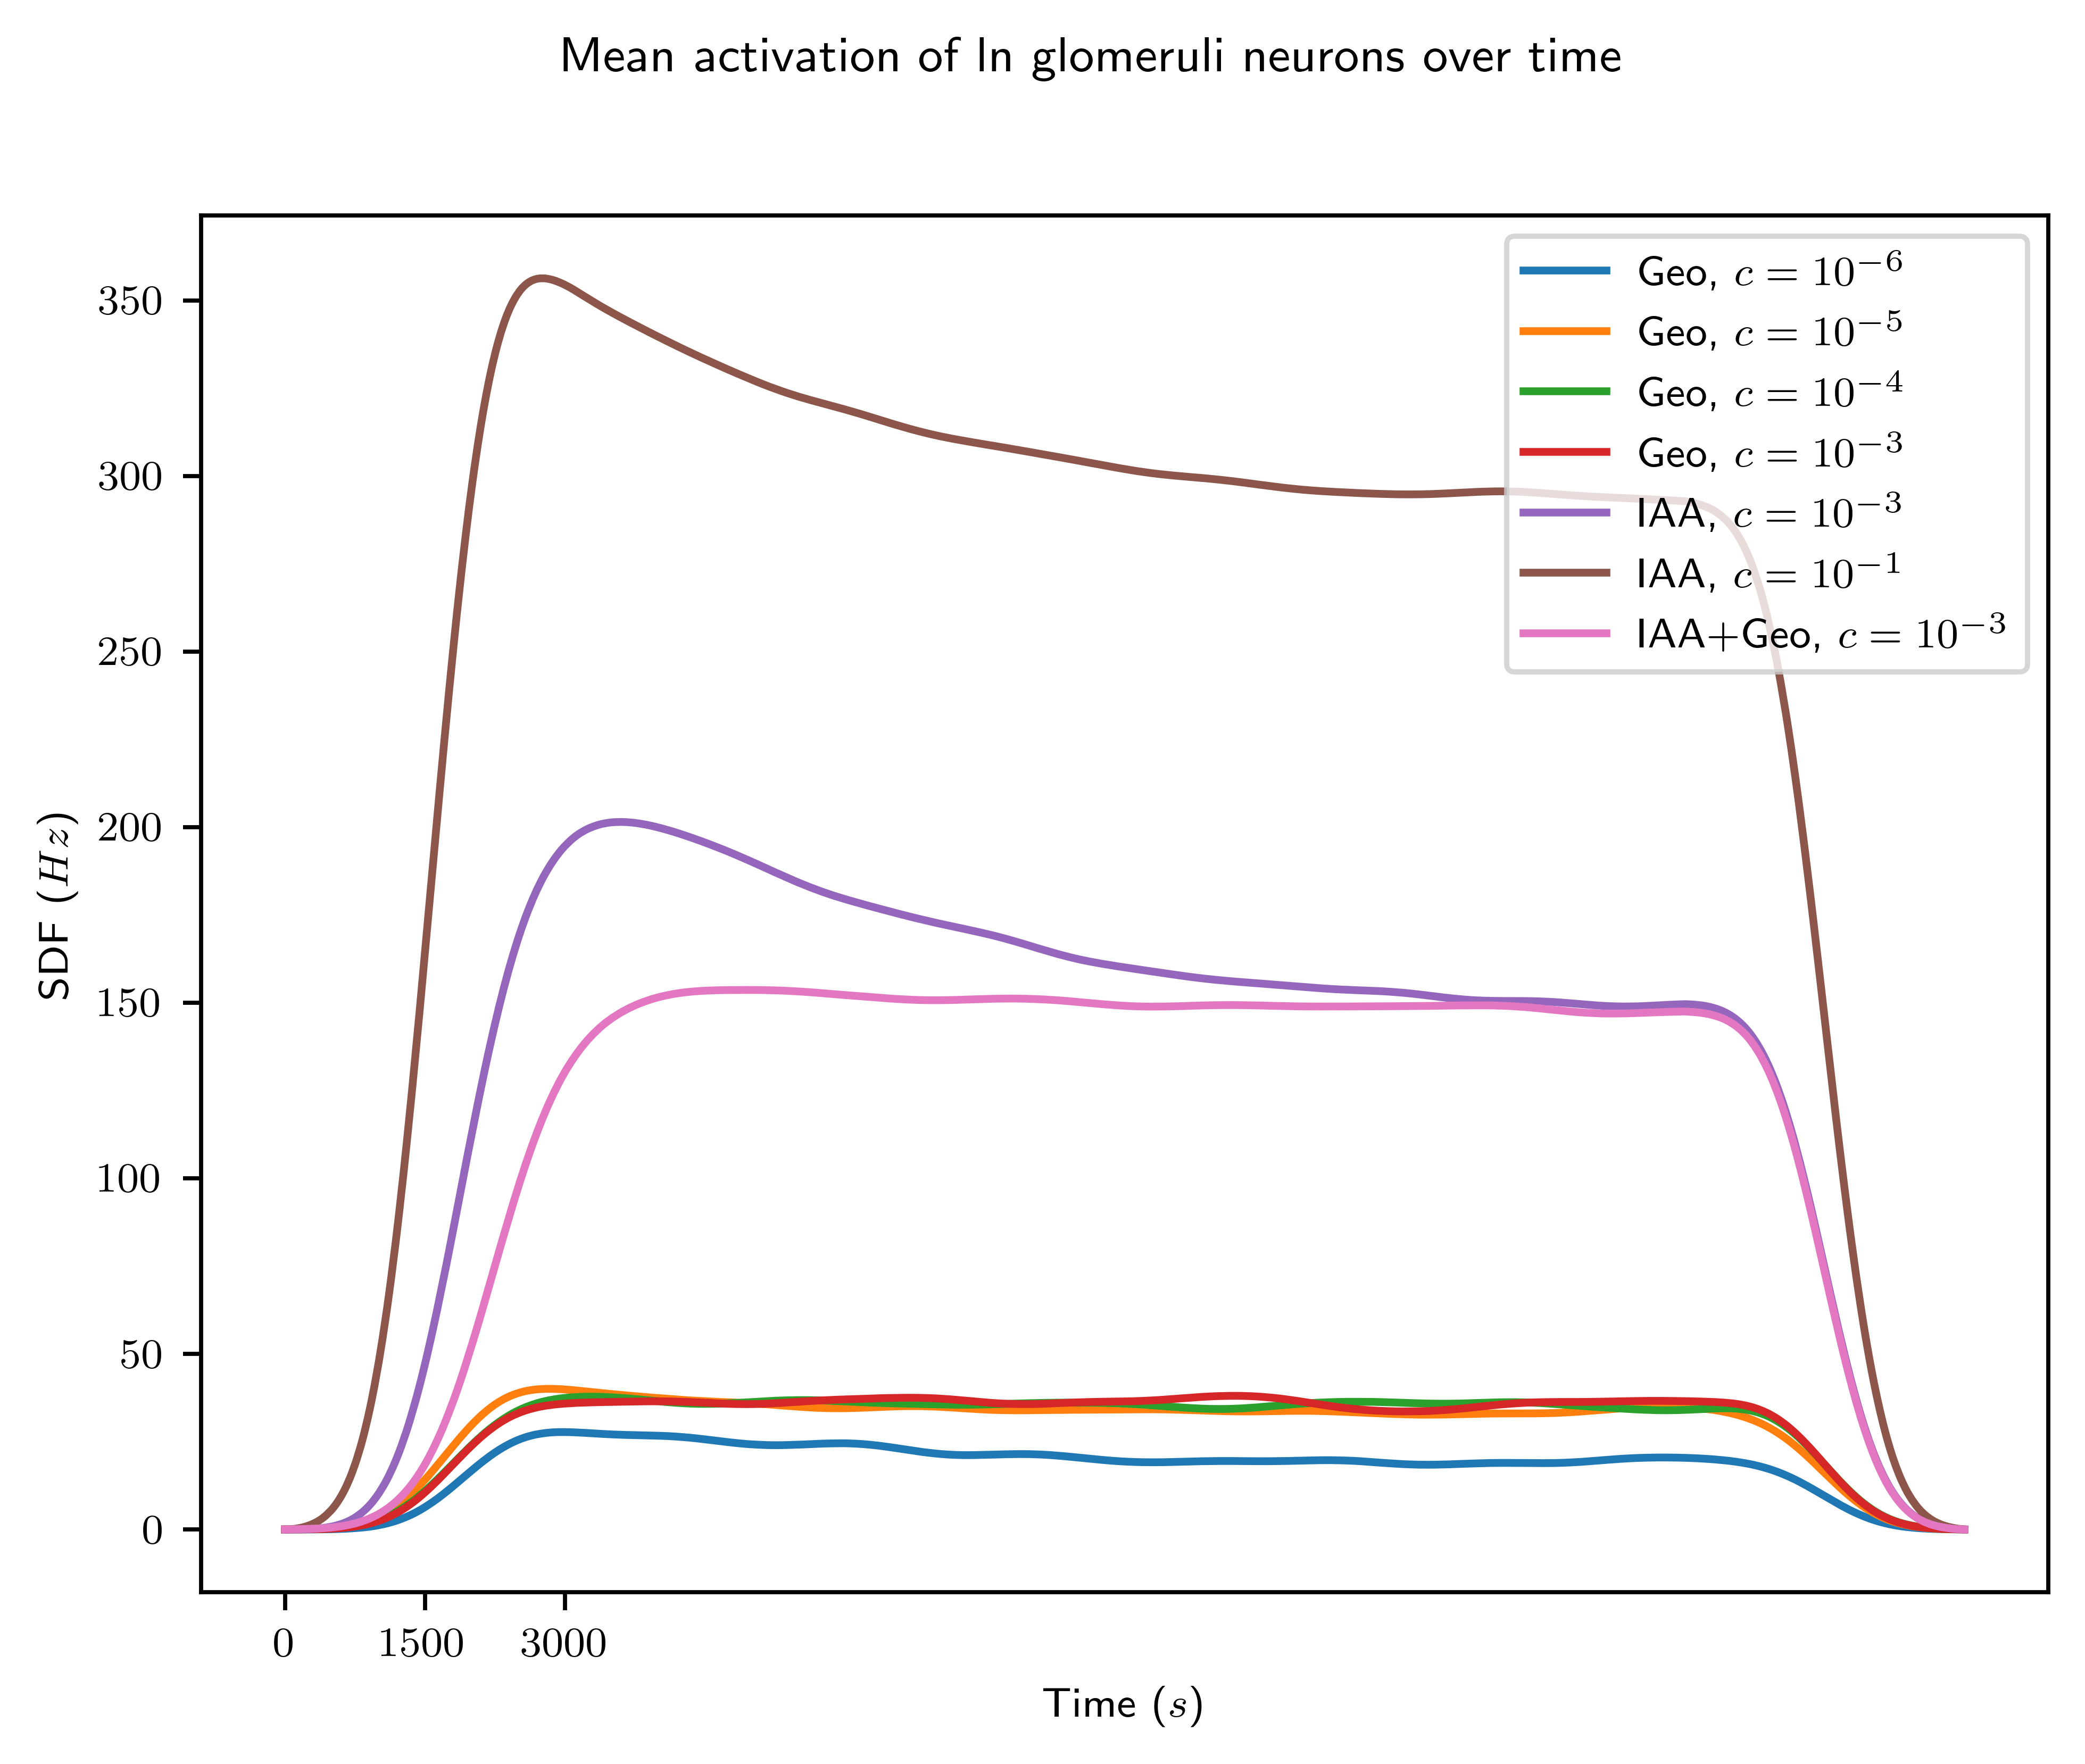 Mean activation of ln glomeruli neurons over time
350
300
250
200
150
100
50
0
SDF (Hz)
Geo, c = 10⁻⁶
Geo, c = 10⁻⁵
Geo, c = 10⁻⁴
Geo, c = 10⁻³
IAA, c = 10⁻³
IAA, c = 10⁻¹
IAA+Geo, c = 10⁻³
0 1500 3000
Time (s)